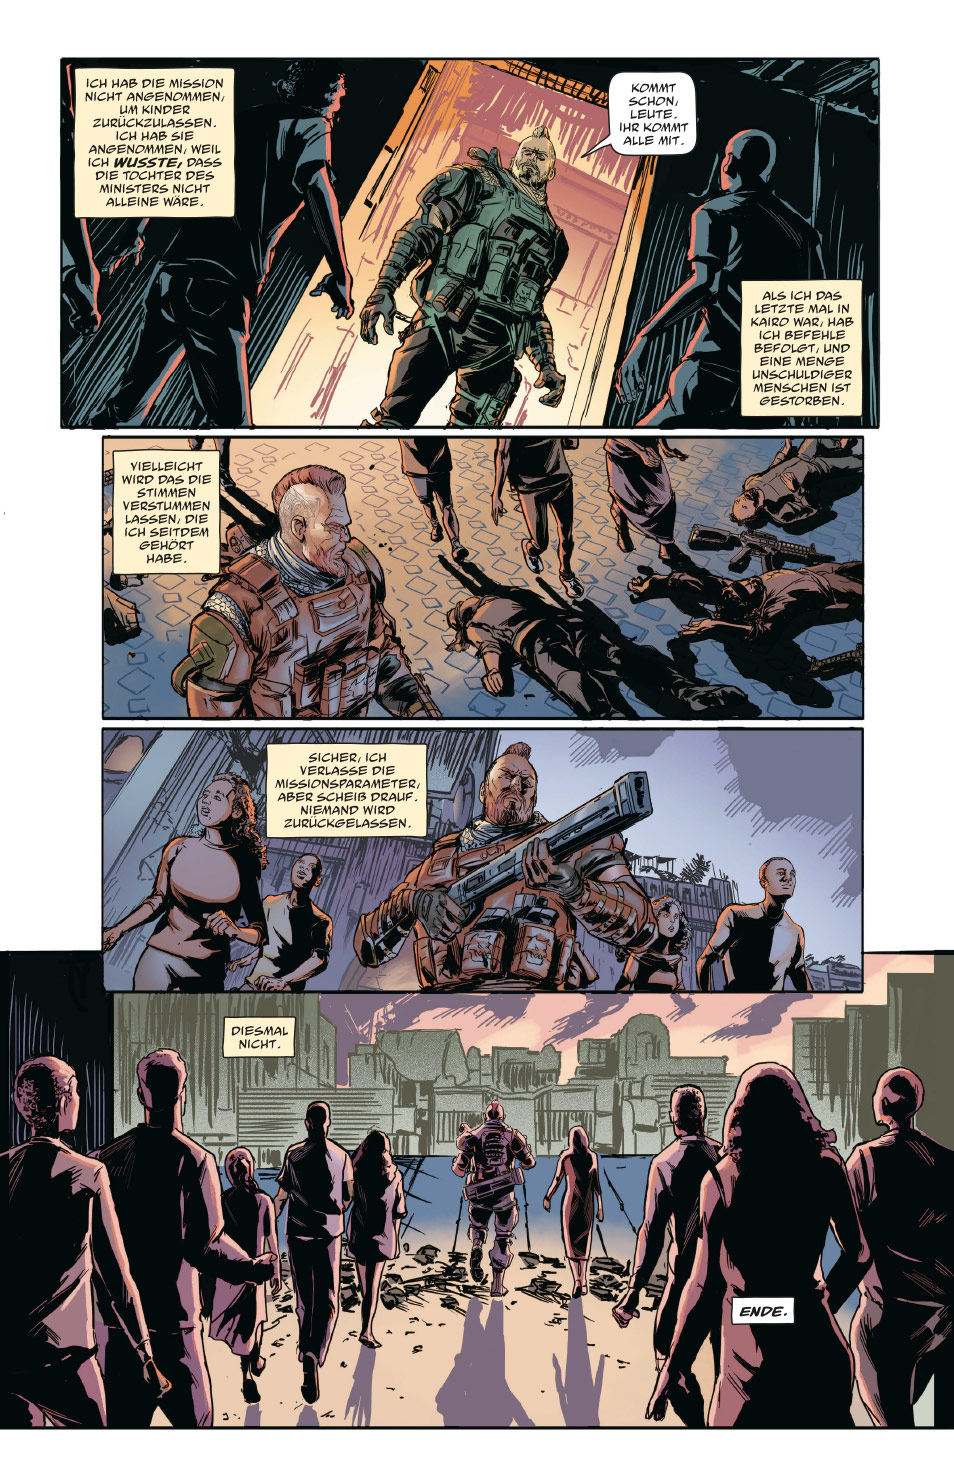 ICH HAB DIE MISSION
NICHT ANGENOMMEN,
UM KINDER
ZURÜCKZULASSEN.
ICH HAB SIE
ANGENOMMEN, WEIL
ICH WUSSTE, DASS
DIE TOCHTER DES
MINISTERS NICHT
ALLEINE WÄRE.
KOMMT
SCHON,
LEUTE.
IHR KOMMT
ALLE MIT.
ALS ICH DAS
LETZTE MAL IN
KAIRO WAR, HAB
ICH BEFEHLE
BEFOLGT, UND
EINE MENGE
UNSCHULDIGER
MENSCHEN IST
GESTORBEN.
VIELLEICHT
WIRD DAS DIE
STIMMEN
VERSTUMMEN
LASSEN, DIE
ICH SEITDEM
GEHÖRT
HABE.
SICHER, ICH
VERLASSE DIE
MISSIONSPARAMETER,
ABER SCHEIß DRAUF.
NIEMAND WIRD
ZURÜCKGELASSEN.
DIESMAL
NICHT.
ENDE.